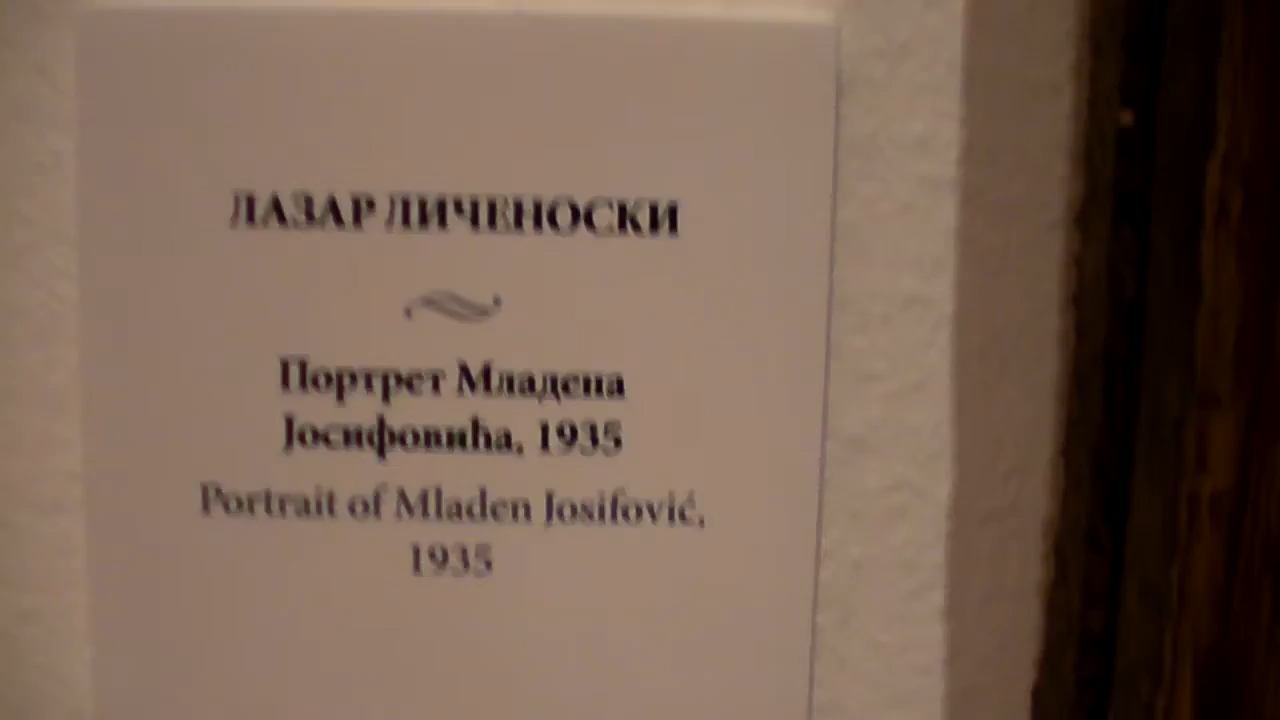 ЛАЗАР ЛИЧЕНОСКИ
Портрет Младена
Јосифовића, 1935
Portrait of Mladen Josifović,
1935